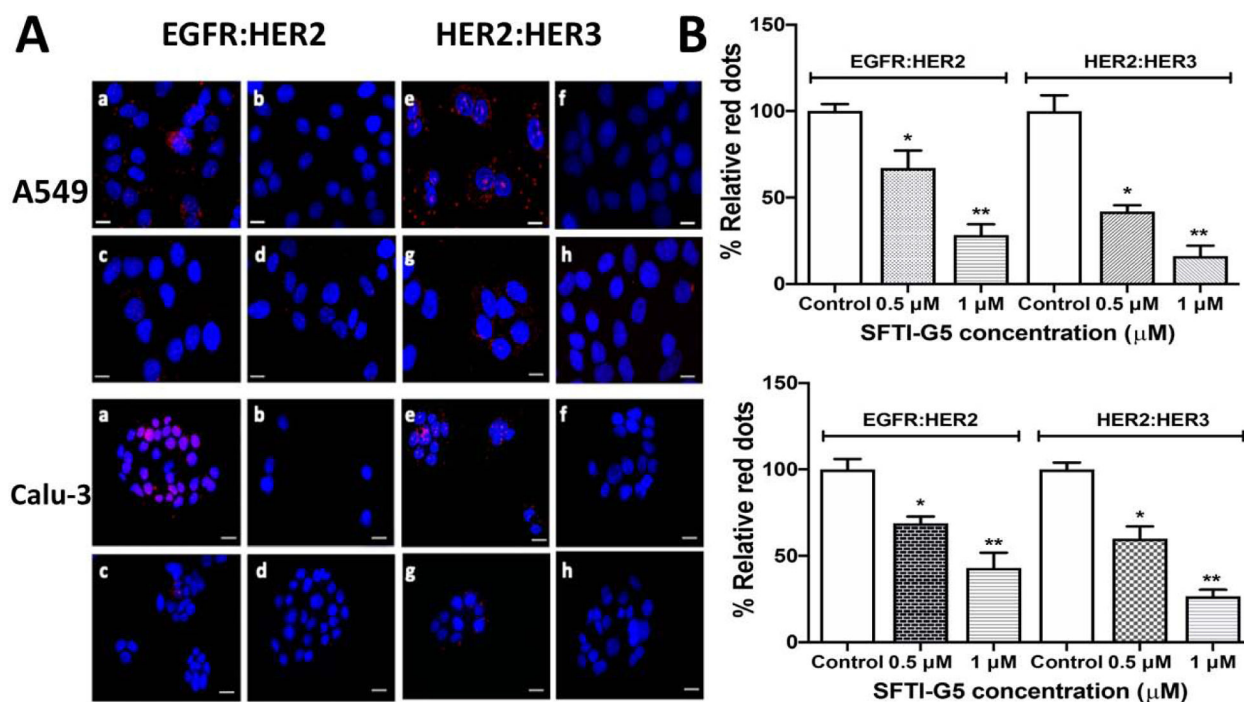 A
EGFR:HER2
HER2:HER3
A549
a
b
e
f
c
d
g
h
Calu-3
a
b
e
f
c
d
g
h
B
% Relative red dots
150
100
50
0
EGFR:HER2
HER2:HER3
*
**
*
**
Control 0.5 µM 1 µM Control 0.5 µM 1 µM
SFTI-G5 concentration (μM)
% Relative red dots
150
100
50
0
EGFR:HER2
HER2:HER3
*
**
*
**
Control 0.5 µM 1 µM Control 0.5 µM 1 µM
SFTI-G5 concentration (μM)